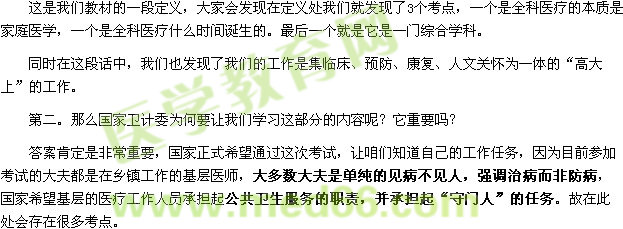 这是我们教材的一段定义，大家会发现在定义处我们就发现了3个考点，一个是全科医疗的本质是
家庭医学，一个是全科医疗什么时间诞生的。最后一个就是它是一门综合学科。
同时在这段话中，我们也发现了我们的工作是集临床、预防、康复、人文关怀为一体的“高大
上”的工作。
第二。那么国家卫计委为何要让我们学习这部分的内容呢？它重要吗？
答案肯定是非常重要，国家正式希望通过这次考试，让咱们知道自己的工作任务，因为目前参加
考试的大夫都是在乡镇工作的基层医师，大多数大夫是单纯的见病不见人，强调治病而非防病，
国家希望基层的医疗工作人员承担起公共卫生服务的职责，并承担起“守门人”的任务。故在此
处会存在很多考点。
医学教育网
www.med66.com